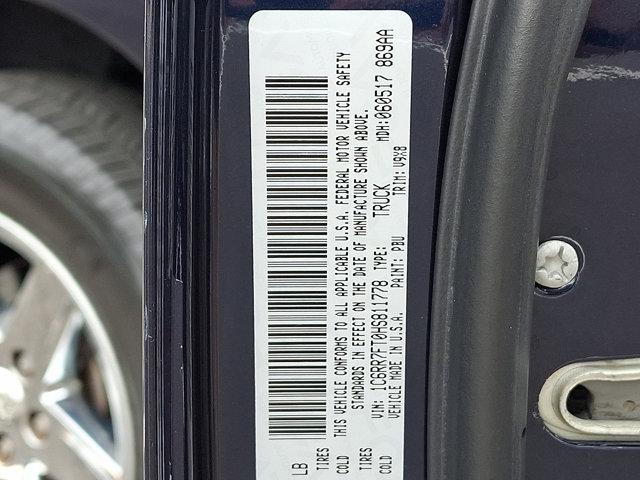 LB
TIRES
COLD
TIRES
COLD
THIS VEHICLE CONFORMS TO ALL APPLICABLE U.S.A. FEDERAL MOTOR VEHICLE SAFETY
STANDARDS IN EFFECT ON THE DATE OF MANUFACTURE SHOWN ABOVE.
VIN: 1C6RR7FT0HS811778 TYPE: TRUCK MDH:060517 869AA
VEHICLE MADE IN U.S.A. PAINT: PBU TRIM: V9X8